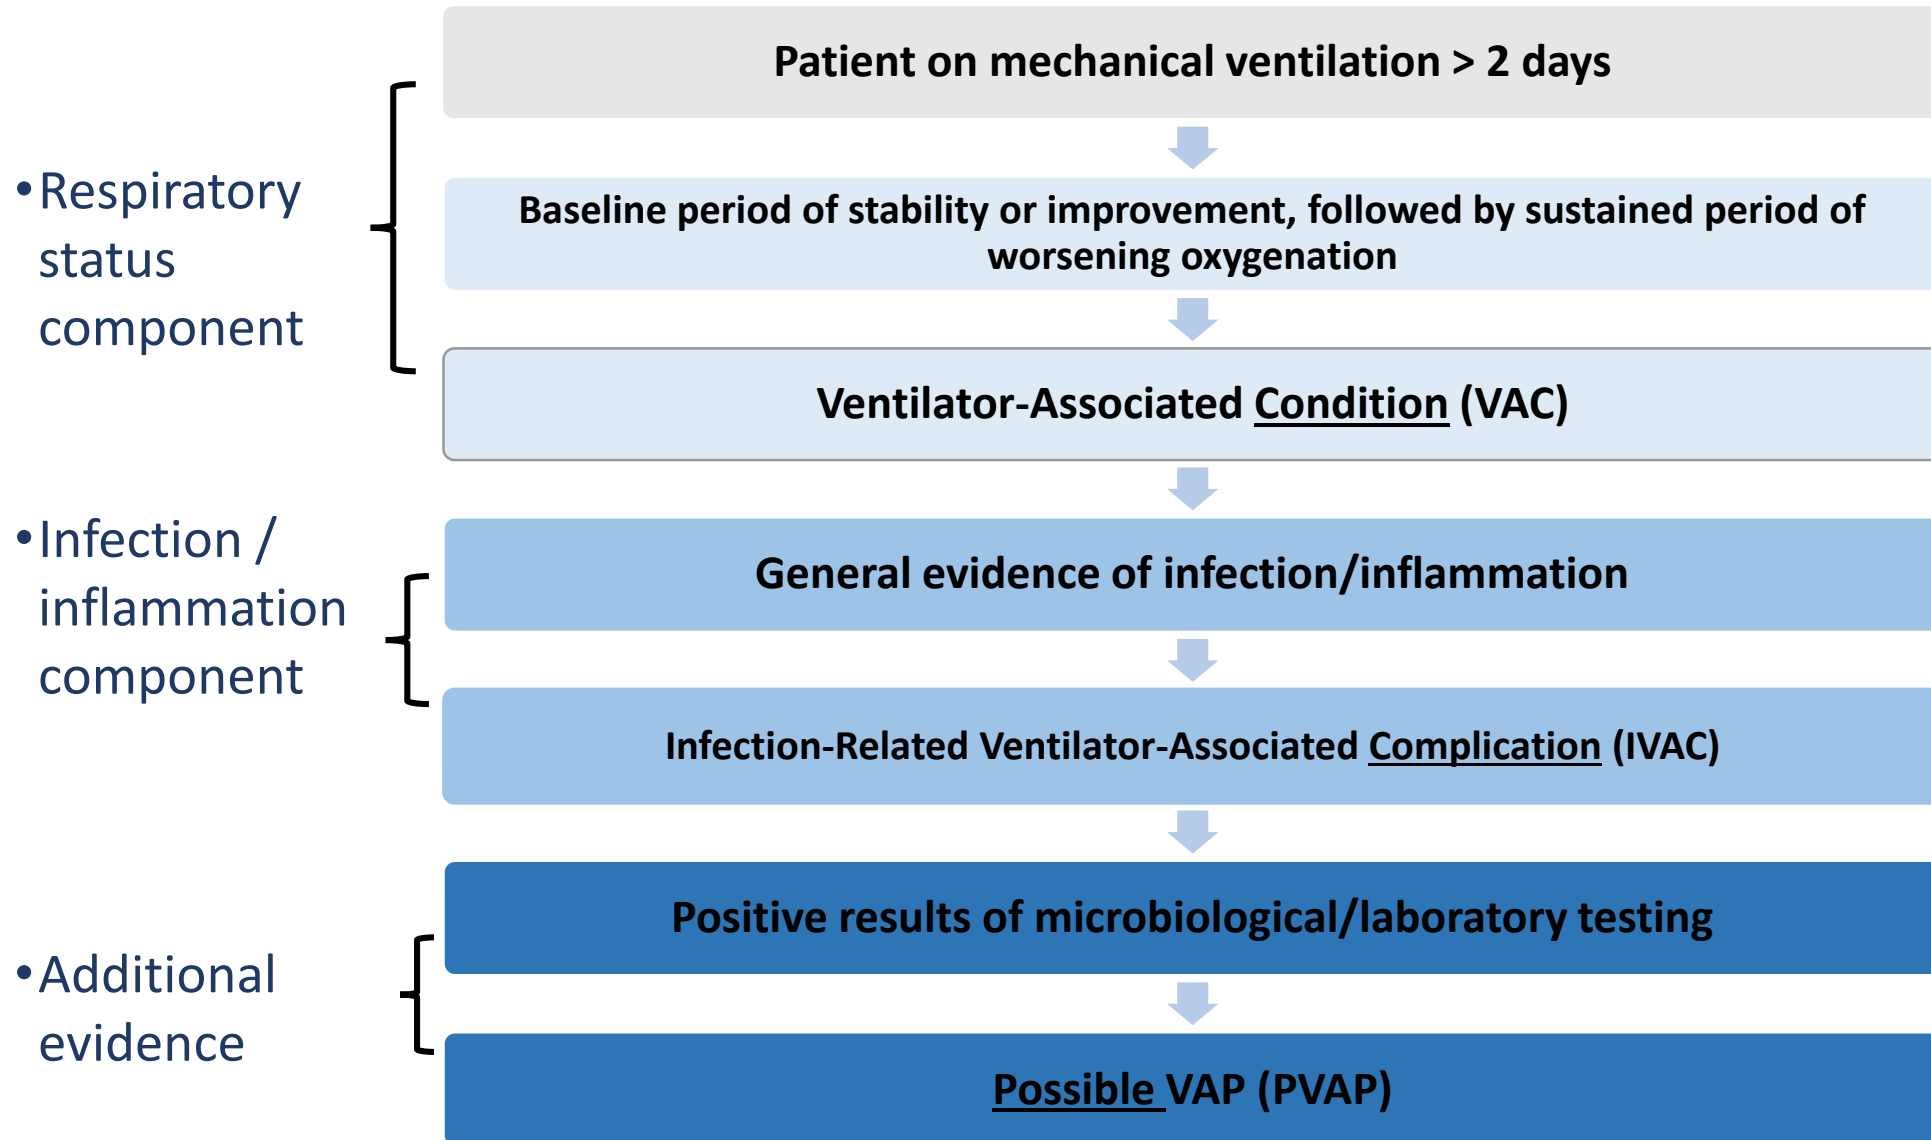 Patient on mechanical ventilation > 2 days
•Respiratory
status
component
Baseline period of stability or improvement, followed by sustained period of
worsening oxygenation
Ventilator-Associated Condition (VAC)
•Infection /
inflammation
component
General evidence of infection/inflammation
Infection-Related Ventilator-Associated Complication (IVAC)
Positive results of microbiological/laboratory testing
•Additional
evidence
Possible VAP (PVAP)